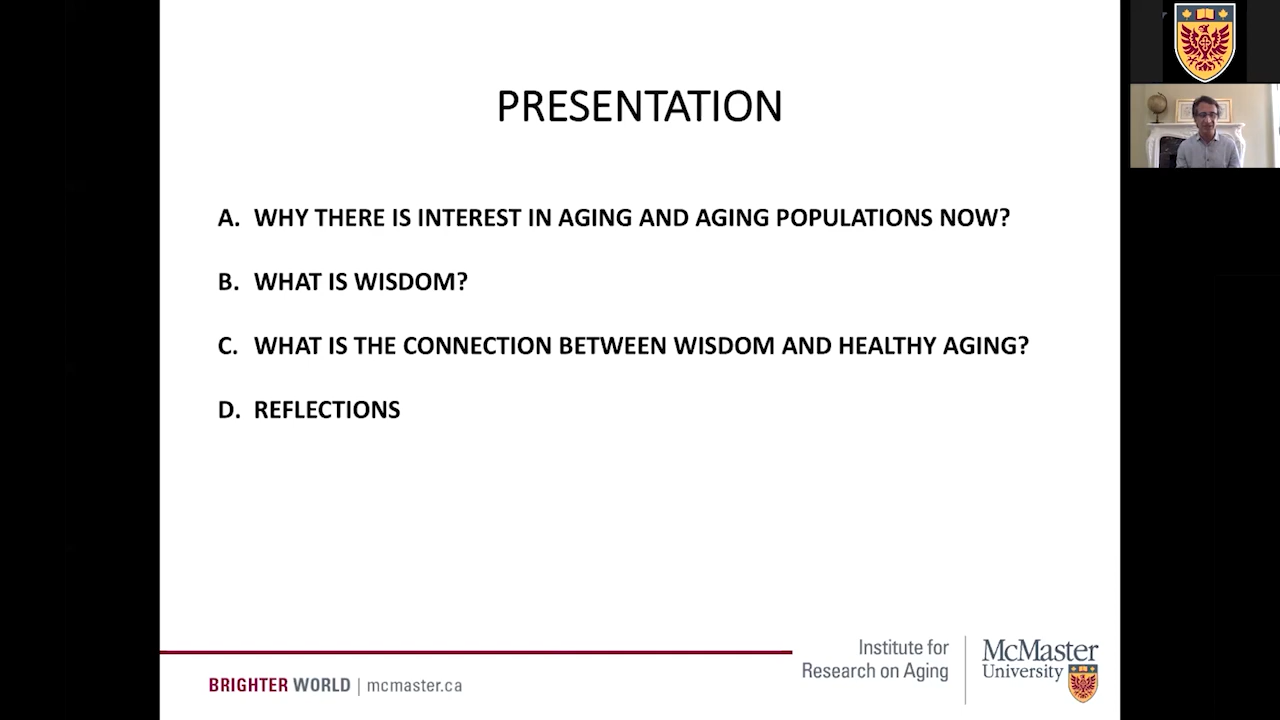 PRESENTATION
A. WHY THERE IS INTEREST IN AGING AND AGING POPULATIONS NOW?
B. WHAT IS WISDOM?
C. WHAT IS THE CONNECTION BETWEEN WISDOM AND HEALTHY AGING?
D. REFLECTIONS
BRIGHTER WORLD | mcmaster.ca
Institute for
Research on Aging
McMaster
University